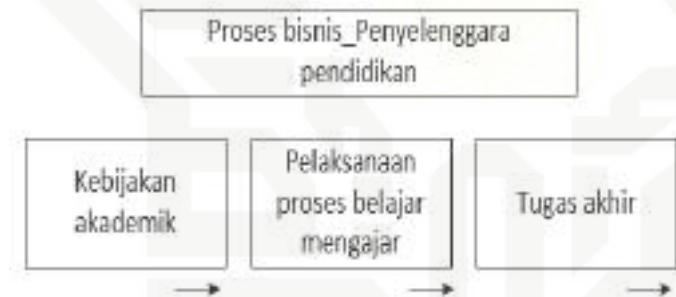 Proses bisnis_Penyelenggara
pendidikan
Kebijakan
akademik
Pelaksanaan
proses belajar
mengajar
Tugas akhir